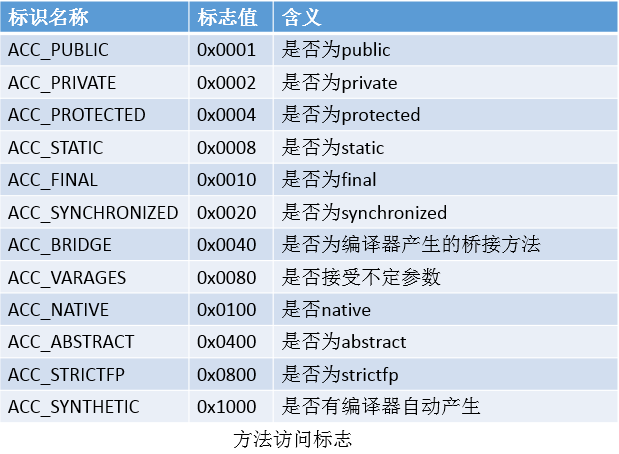 标识名称 标志值 含义
ACC_PUBLIC 0x0001 是否为public
ACC_PRIVATE 0x0002 是否为private
ACC_PROTECTED 0x0004 是否为protected
ACC_STATIC 0x0008 是否为static
ACC_FINAL 0x0010 是否为final
ACC_SYNCHRONIZED 0x0020 是否为synchronized
ACC_BRIDGE 0x0040 是否为编译器产生的桥接方法
ACC_VARAGES 0x0080 是否接受不定参数
ACC_NATIVE 0x0100 是否native
ACC_ABSTRACT 0x0400 是否为abstract
ACC_STRICTFP 0x0800 是否为strictfp
ACC_SYNTHETIC 0x1000 是否有编译器自动产生
方法访问标志